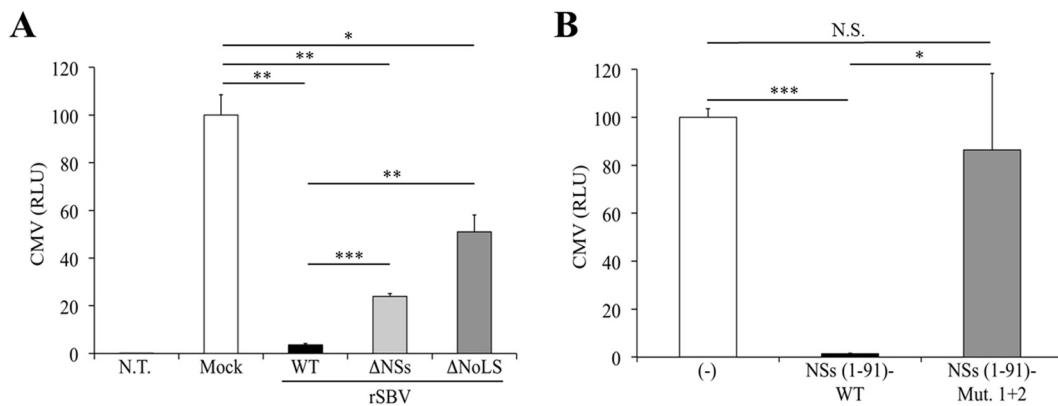 A
CMV (RLU)
120
100
80
60
40
20
0
*
**
**
**
***
N.T.
Mock
WT
ΔNSs
ΔNoLS
rSBV
B
CMV (RLU)
120
100
80
60
40
20
0
N.S.
*
***
(-)
NSs (1-91)-
WT
NSs (1-91)-
Mut. 1+2